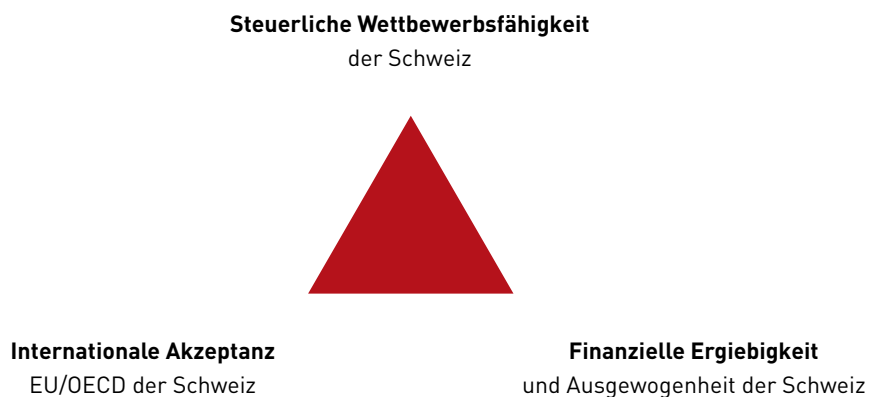 Steuerliche Wettbewerbsfähigkeit
der Schweiz
Internationale Akzeptanz
EU/OECD der Schweiz
Finanzielle Ergiebigkeit
und Ausgewogenheit der Schweiz